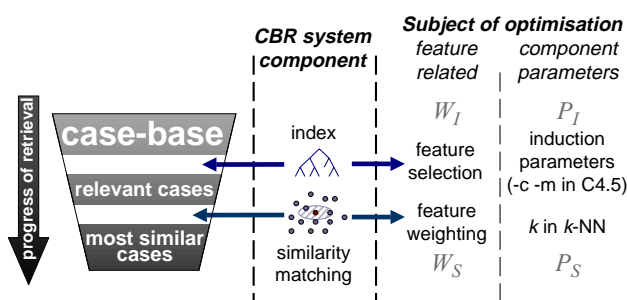 Subject of optimisation
CBR system
component
feature
related
component
parameters
W_I
P_I
progress of retrieval
case-base
index
feature
selection
induction
parameters
(-c -m in C4.5)
relevant cases
most similar
cases
similarity
matching
feature
weighting
k in k-NN
W_S
P_S